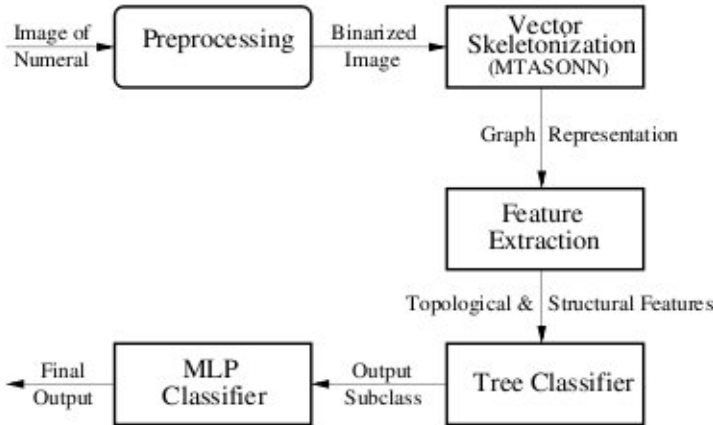 Image of
Numeral
Preprocessing
Binarized
Image
Vector
Skeletonization
(MTASONN)
Graph Representation
Feature
Extraction
Topological & Structural Features
Tree Classifier
Output
Subclass
MLP
Classifier
Final
Output